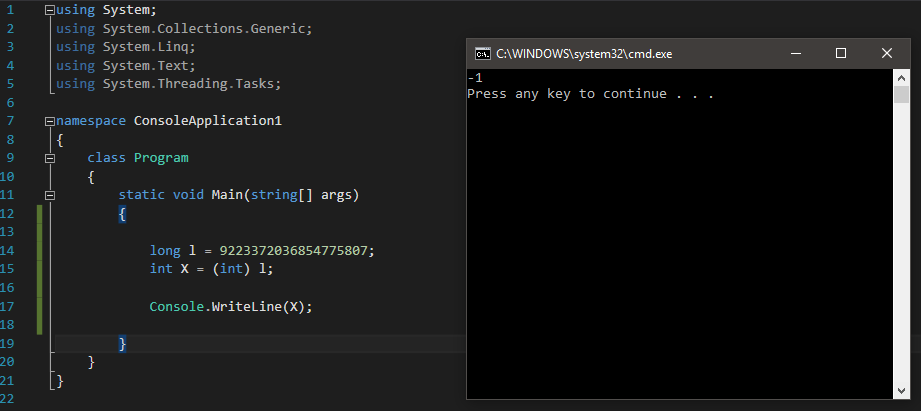 1 using System;
2 using System.Collections.Generic;
3 using System.Linq;
4 using System.Text;
5 using System.Threading.Tasks;
6
7 namespace ConsoleApplication1
8 {
9 class Program
10 {
11 static void Main(string[] args)
12 {
13
14 long l = 9223372036854775807;
15 int X = (int) l;
16
17 Console.WriteLine(X);
18
19 }
20 }
21 }
22
C:\WINDOWS\system32\cmd.exe
-1
Press any key to continue . . .